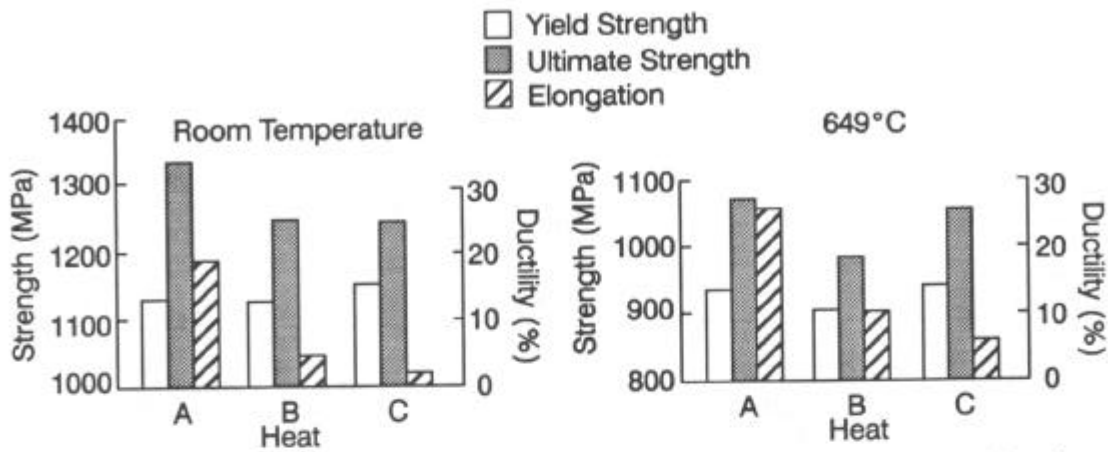 Yield Strength
Ultimate Strength
Elongation
Room Temperature
1400
1300
1200
1100
1000
Strength (MPa)
30
20
10
0
Ductility (%)
A B C
Heat
649°C
1100
1000
900
800
Strength (MPa)
30
20
10
0
Ductility (%)
A B C
Heat